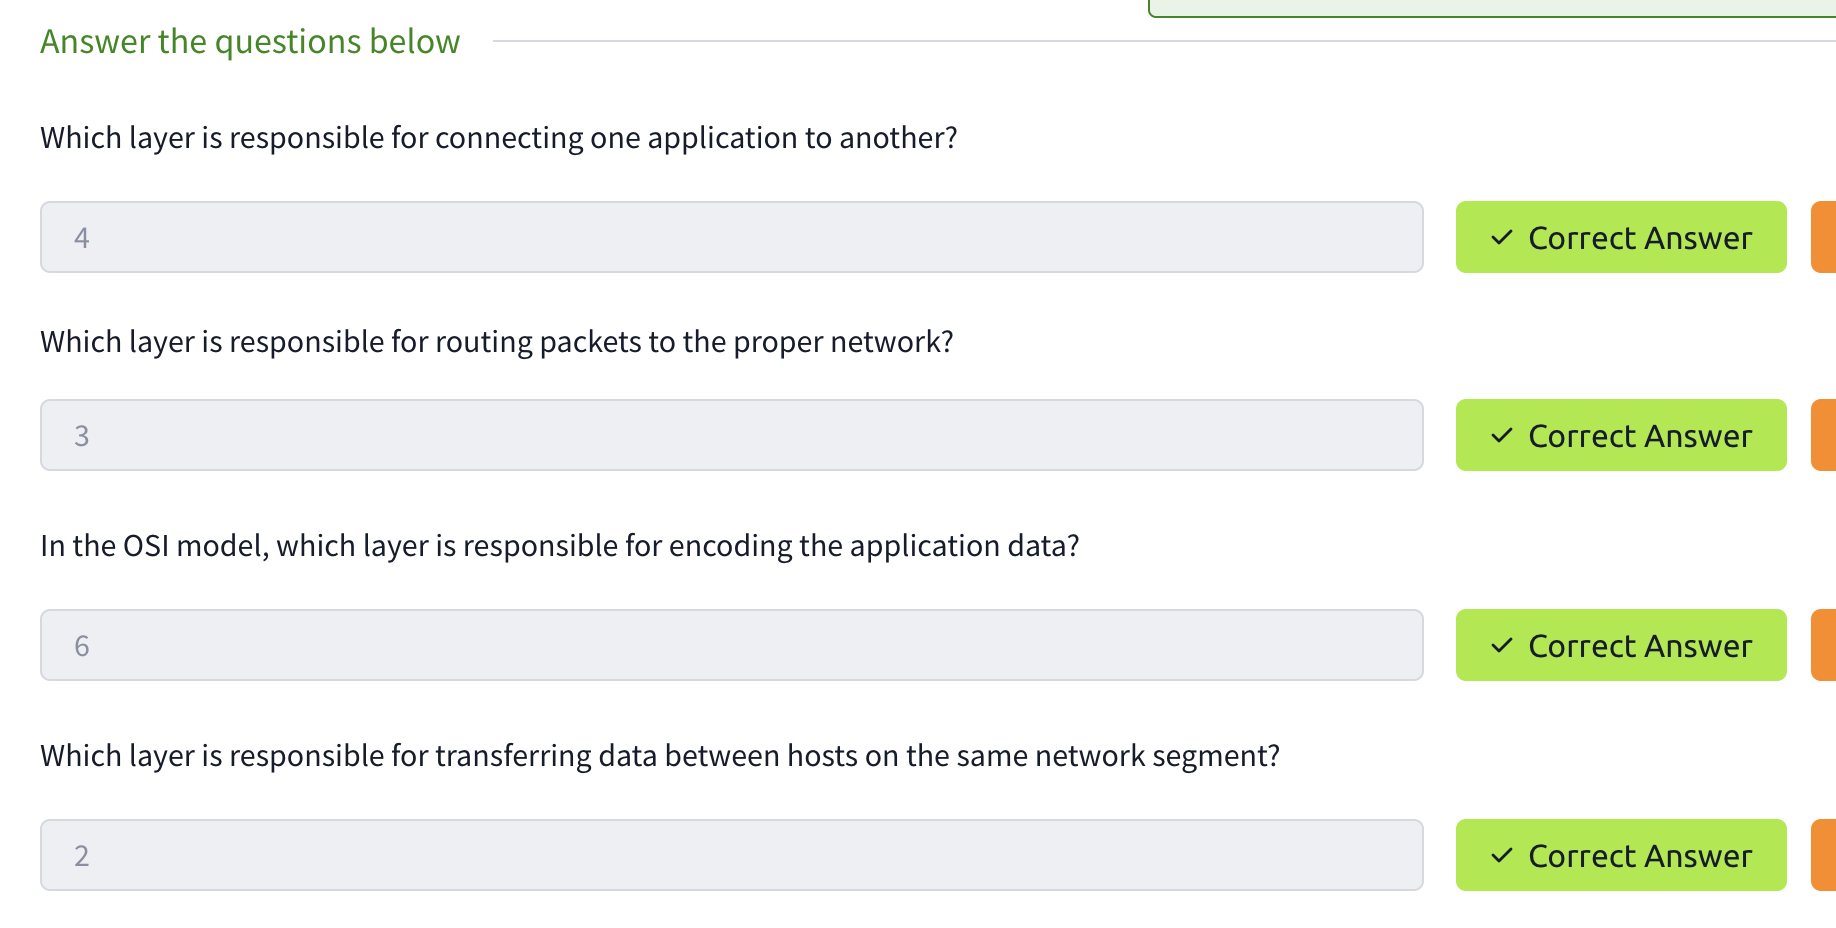 Answer the questions below
Which layer is responsible for connecting one application to another?
4
Correct Answer
Which layer is responsible for routing packets to the proper network?
3
Correct Answer
In the OSI model, which layer is responsible for encoding the application data?
6
Correct Answer
Which layer is responsible for transferring data between hosts on the same network segment?
2
Correct Answer